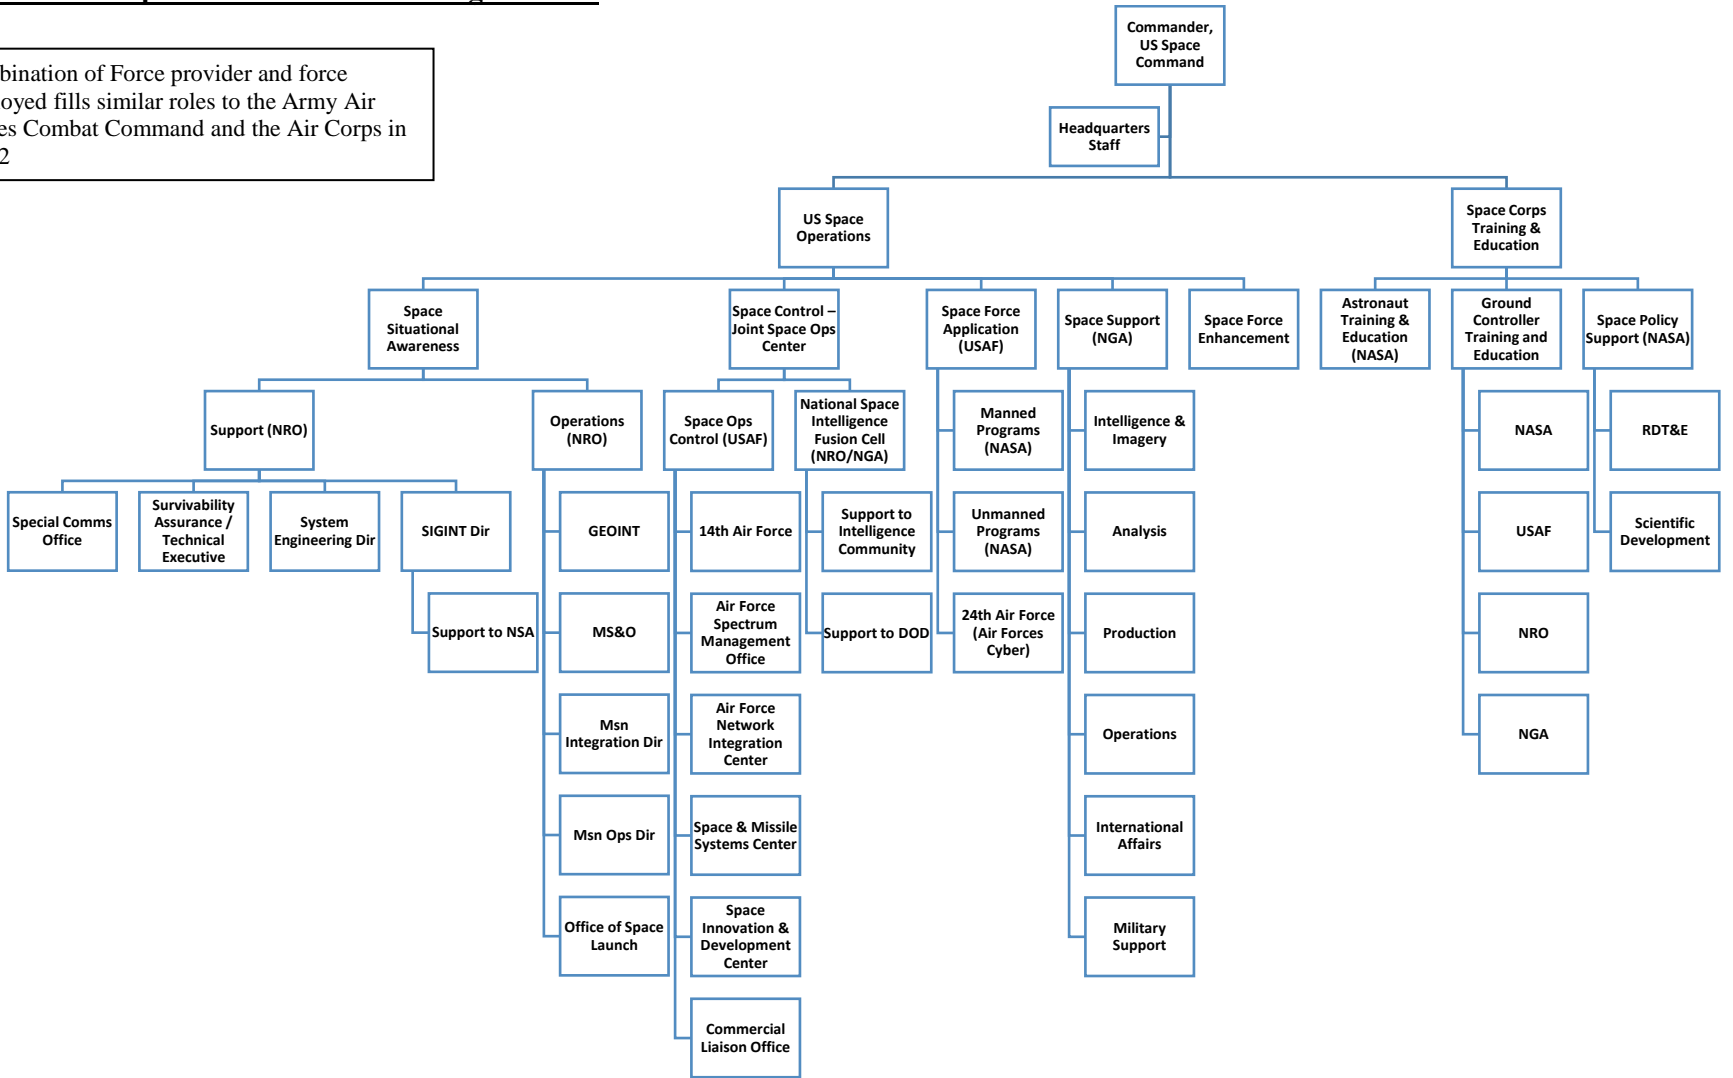 Commander,
US Space
Command
bination of Force provider and force
oyed fills similar roles to the Army Air
es Combat Command and the Air Corps in
2
Headquarters
Staff
US Space
Operations
Space Corps
Training &
Education
Space
Situational
Awareness
Space Control –
Joint Space Ops
Center
Space Force
Application
(USAF)
Space Support
(NGA)
Space Force
Enhancement
Astronaut
Training &
Education
(NASA)
Ground
Controller
Training and
Education
Space Policy
Support (NASA)
Support (NRO)
Operations
(NRO)
Space Ops
Control (USAF)
National Space
Intelligence
Fusion Cell
(NRO/NGA)
Manned
Programs
(NASA)
Intelligence &
Imagery
NASA
RDT&E
Special Comms
Office
Survivability
Assurance /
Technical
Executive
System
Engineering Dir
SIGINT Dir
GEOINT
14th Air Force
Support to
Intelligence
Community
Unmanned
Programs
(NASA)
Analysis
USAF
Scientific
Development
Support to NSA
MS&O
Air Force
Spectrum
Management
Office
Support to DOD
24th Air Force
(Air Forces
Cyber)
Production
NRO
Msn
Integration Dir
Air Force
Network
Integration
Center
Operations
NGA
Msn Ops Dir
Space & Missile
Systems Center
International
Affairs
Office of Space
Launch
Space
Innovation &
Development
Center
Military
Support
Commercial
Liaison Office